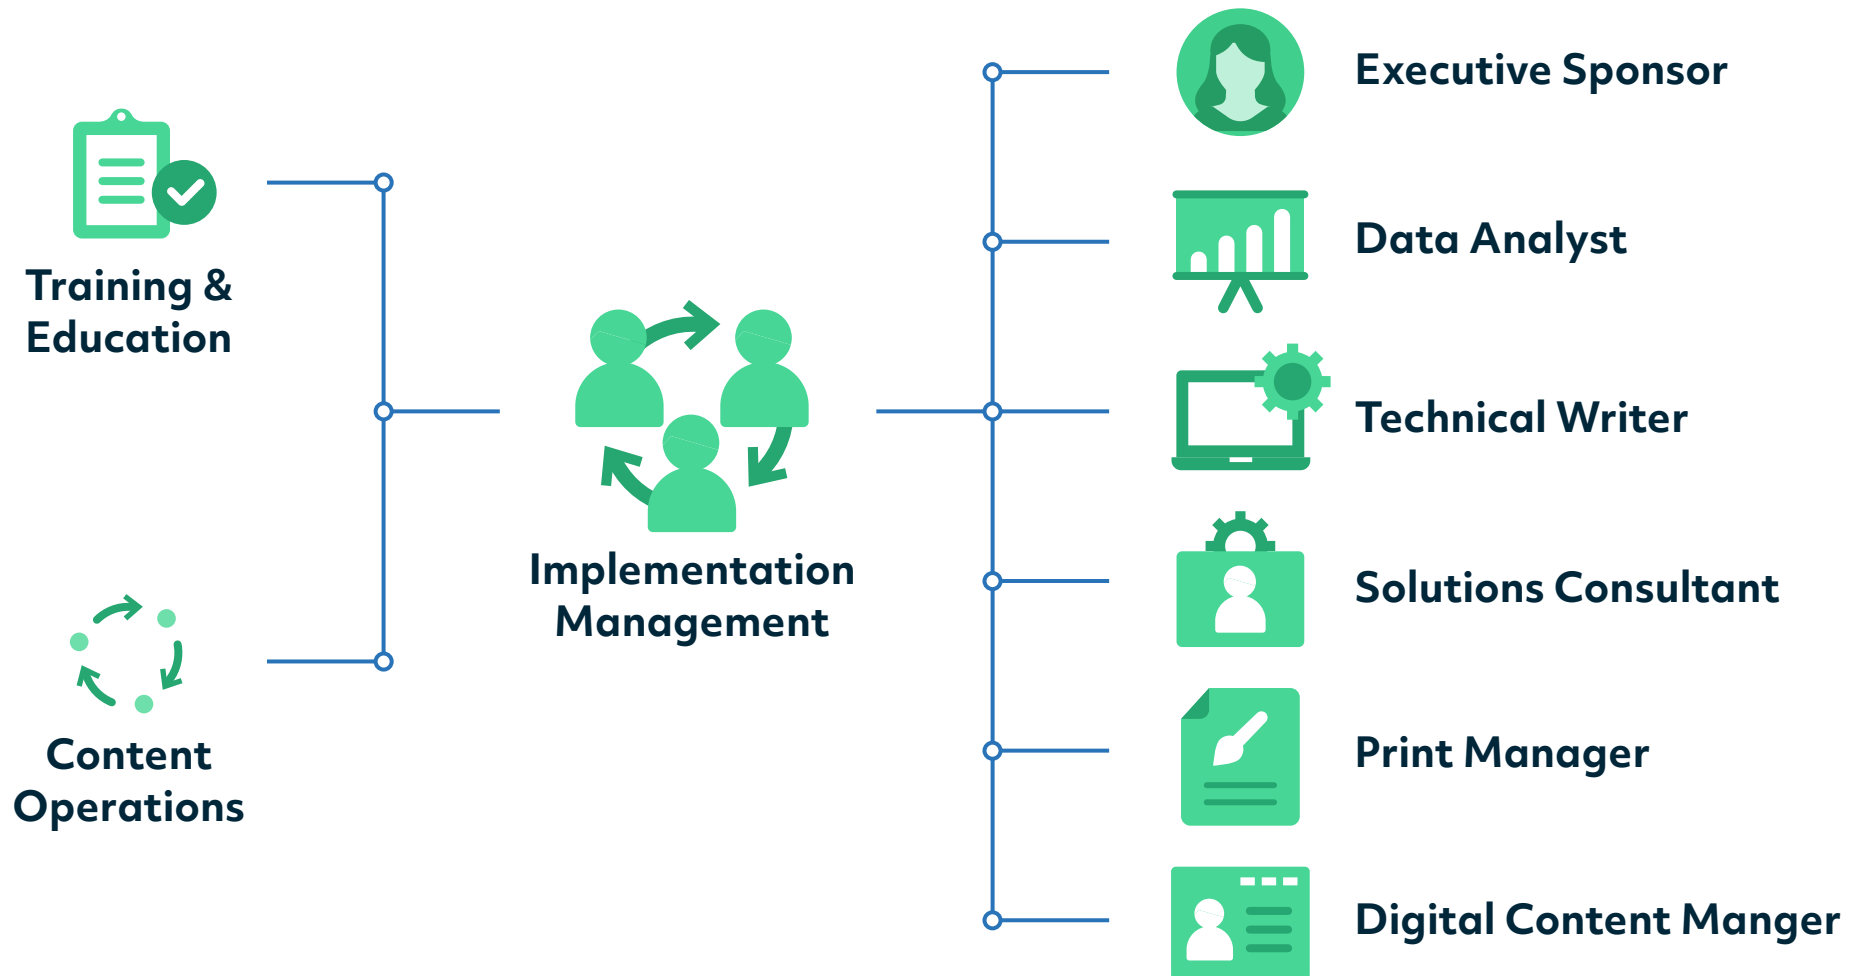 Training &
Education
Content
Operations
Implementation
Management
Executive Sponsor
Data Analyst
Technical Writer
Solutions Consultant
Print Manager
Digital Content Manger